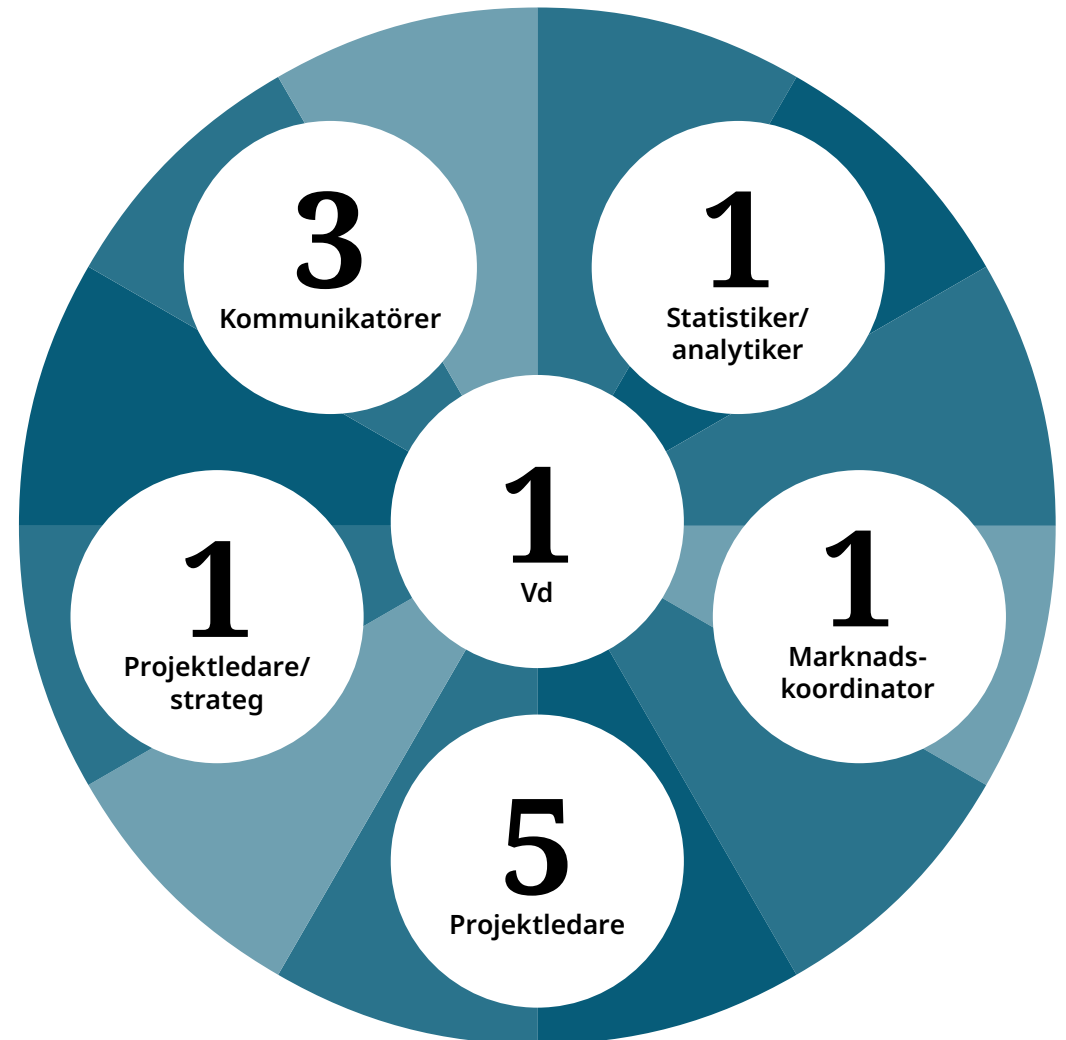 3
Kommunikatörer
1
Statistiker/
analytiker
1
Vd
1
Projektledare/
strateg
1
Marknads-
koordinator
5
Projektledare